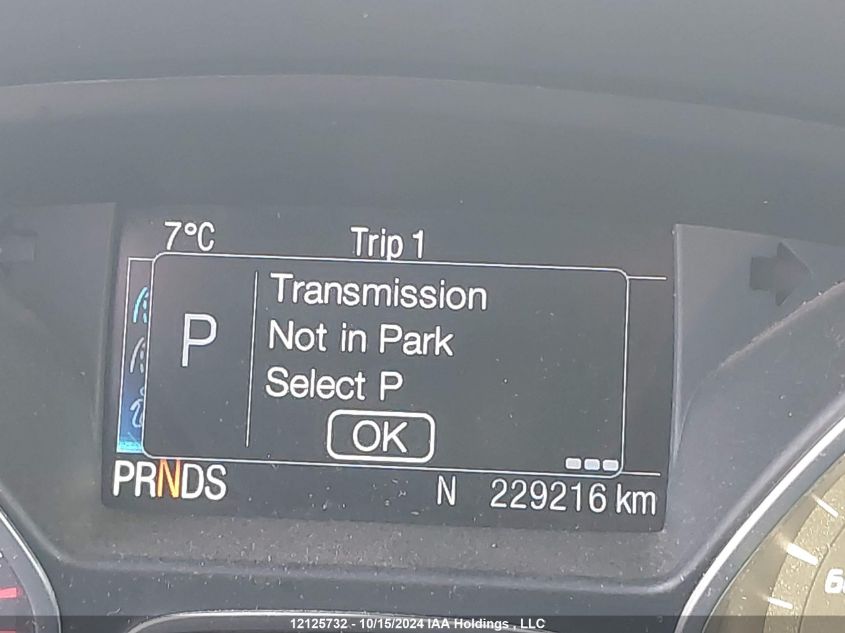 7°C Trip 1
P
Transmission
Not in Park
Select P
OK
PRNDS N 229216 km
12125732 - 10/15/2024 IAA Holdings , LLC